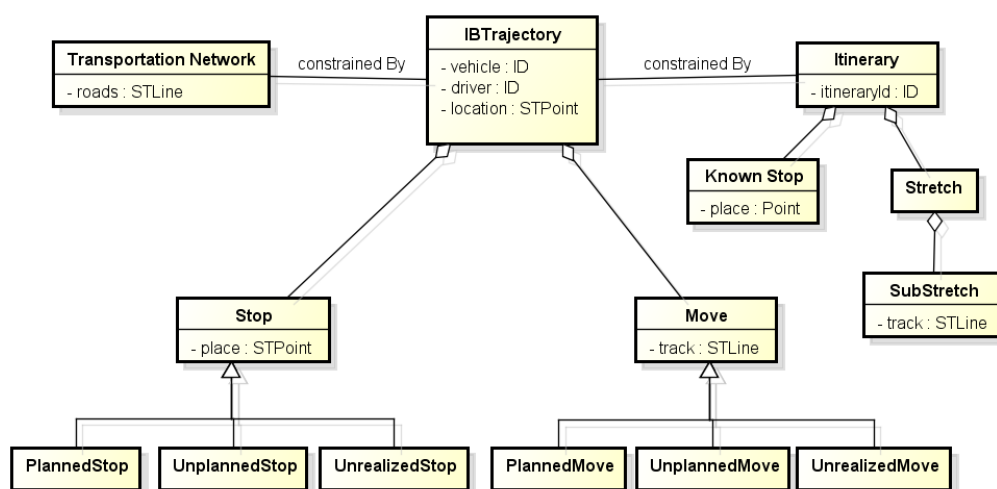 IBTrajectory
- vehicle : ID
- driver : ID
- location : STPoint
Transportation Network
- roads : STLine
constrained By
constrained By
Itinerary
- itineraryId : ID
Known Stop
- place : Point
Stretch
SubStretch
- track : STLine
Stop
- place : STPoint
Move
- track : STLine
PlannedStop
UnplannedStop
UnrealizedStop
PlannedMove
UnplannedMove
UnrealizedMove